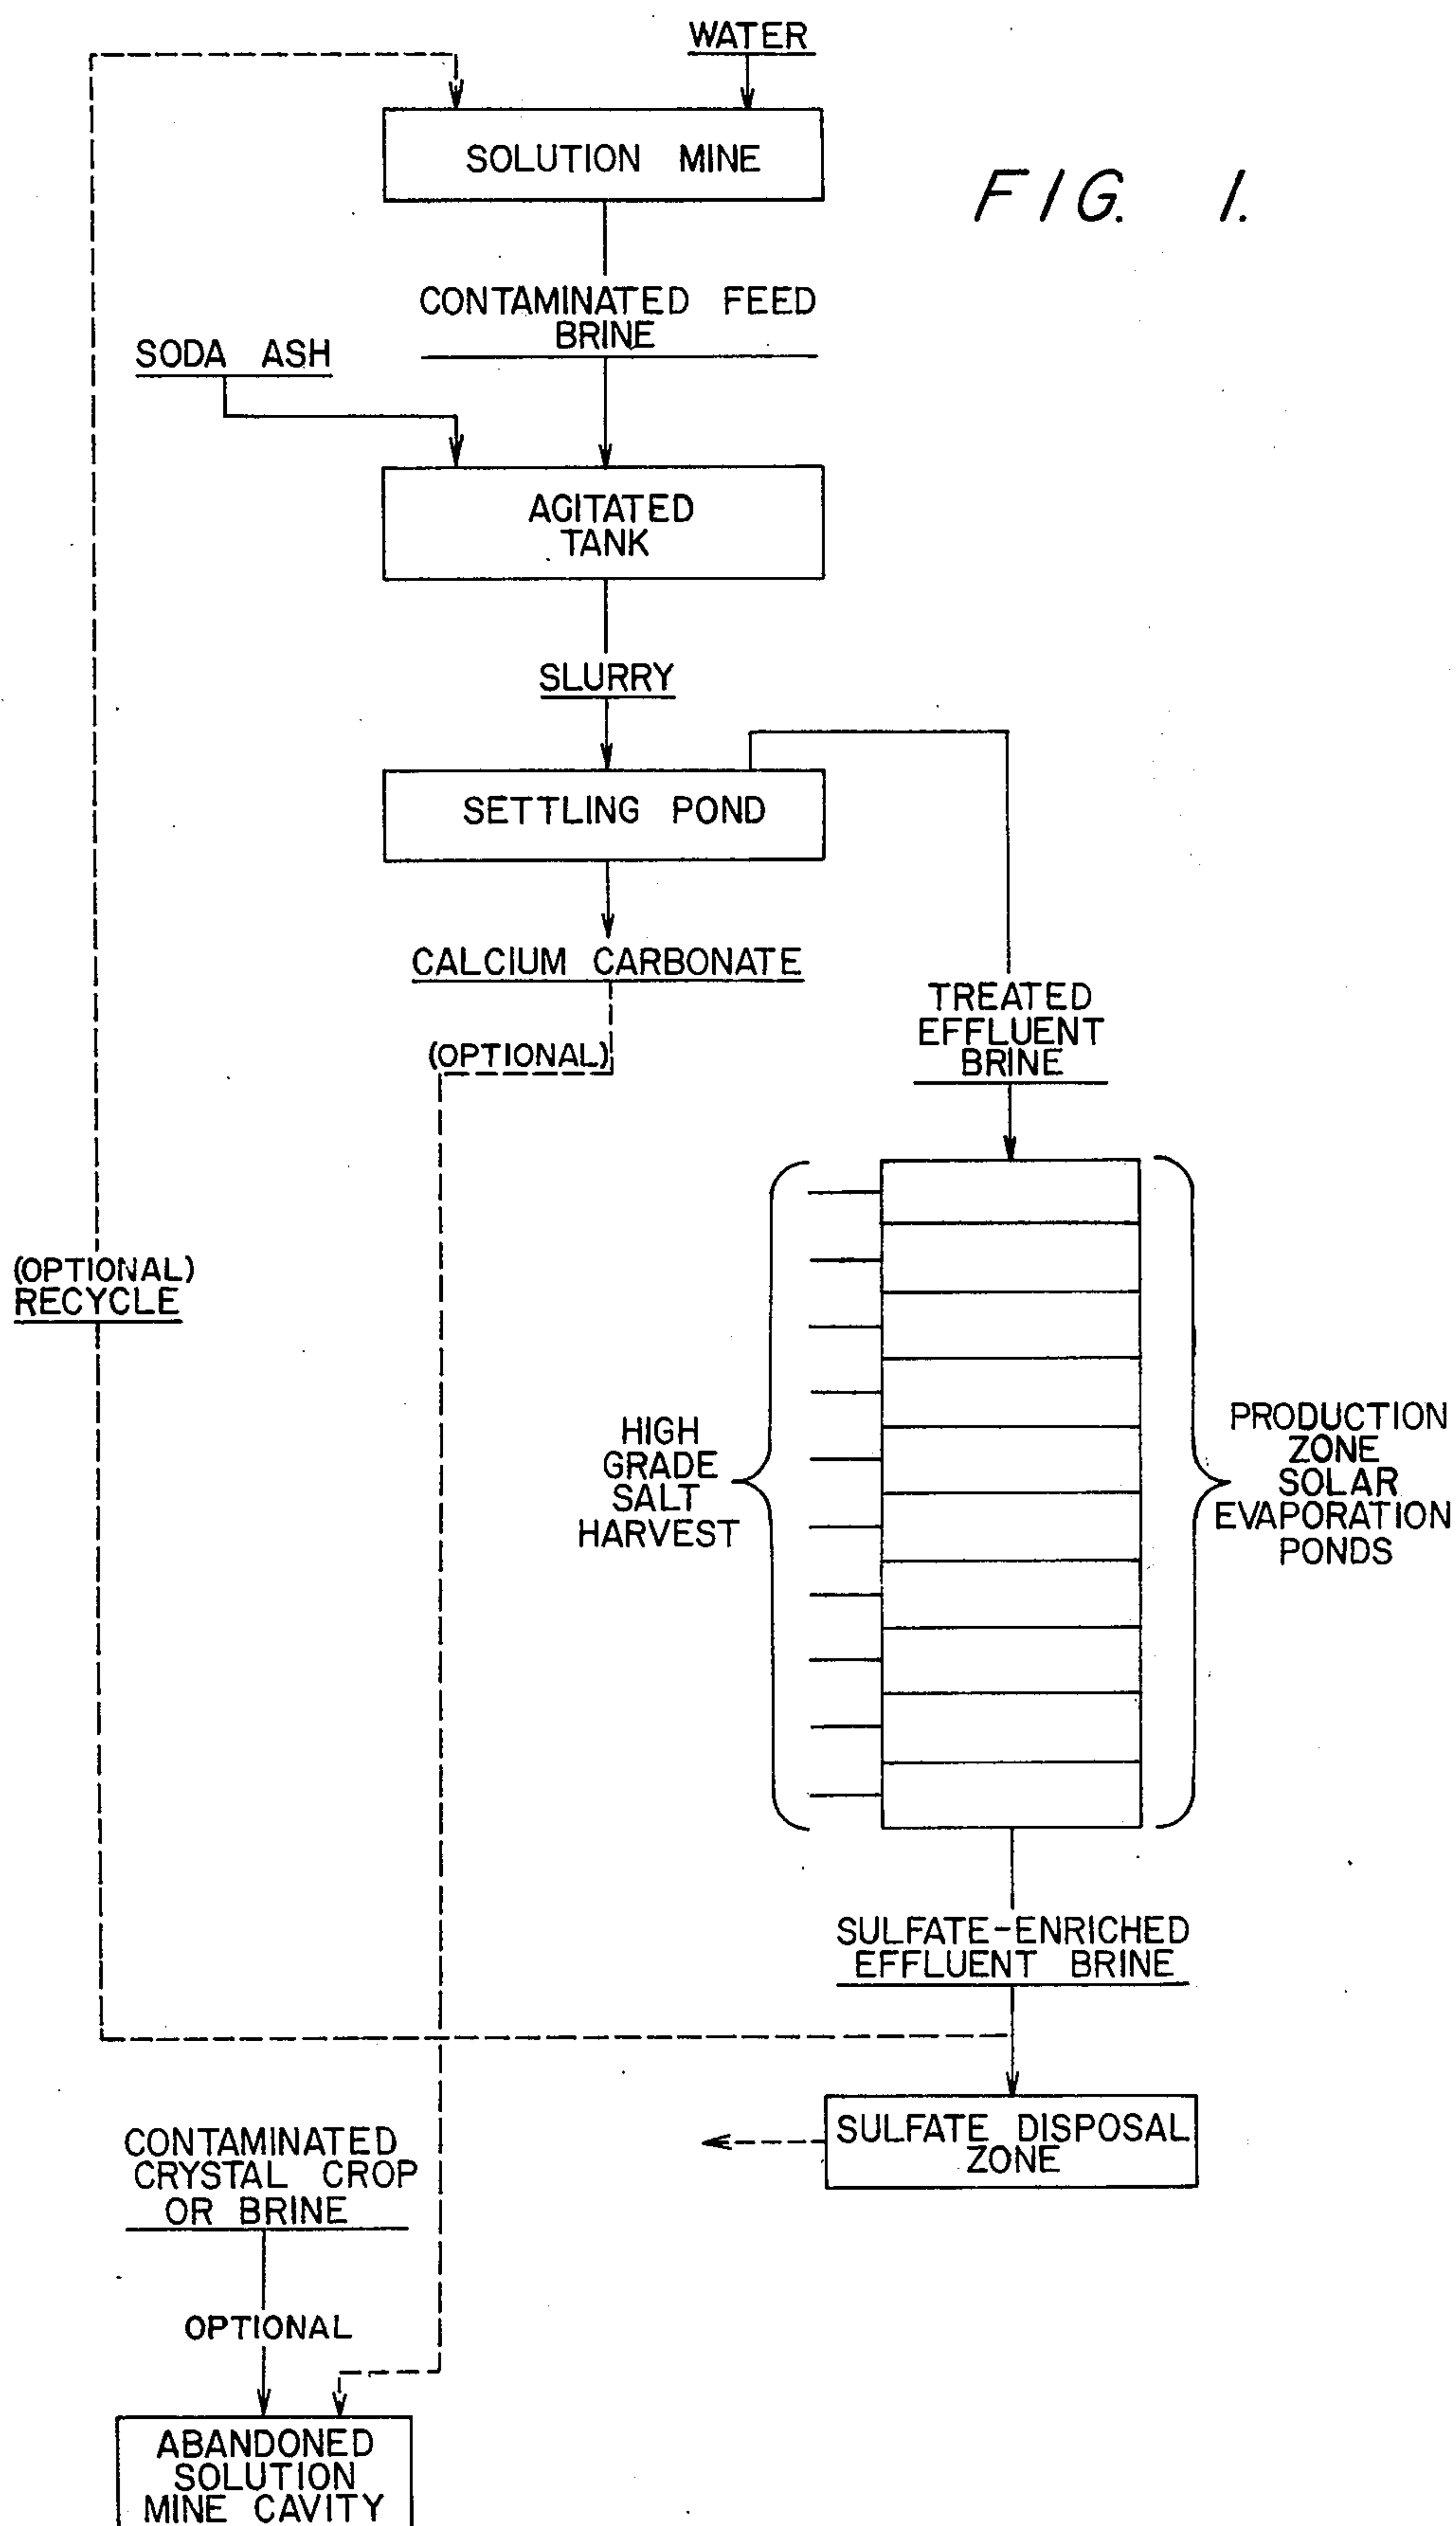 WATER
SOLUTION MINE
FIG. 1.
CONTAMINATED FEED
BRINE
SODA ASH
AGITATED
TANK
SLURRY
SETTLING POND
CALCIUM CARBONATE
(OPTIONAL)
TREATED
EFFLUENT
BRINE
(OPTIONAL)
RECYCLE
HIGH
GRADE
SALT
HARVEST
PRODUCTION
ZONE
SOLAR
EVAPORATION
PONDS
SULFATE-ENRICHED
EFFLUENT BRINE
SULFATE DISPOSAL
ZONE
CONTAMINATED
CRYSTAL CROP
OR BRINE
OPTIONAL
ABANDONED
SOLUTION
MINE CAVITY